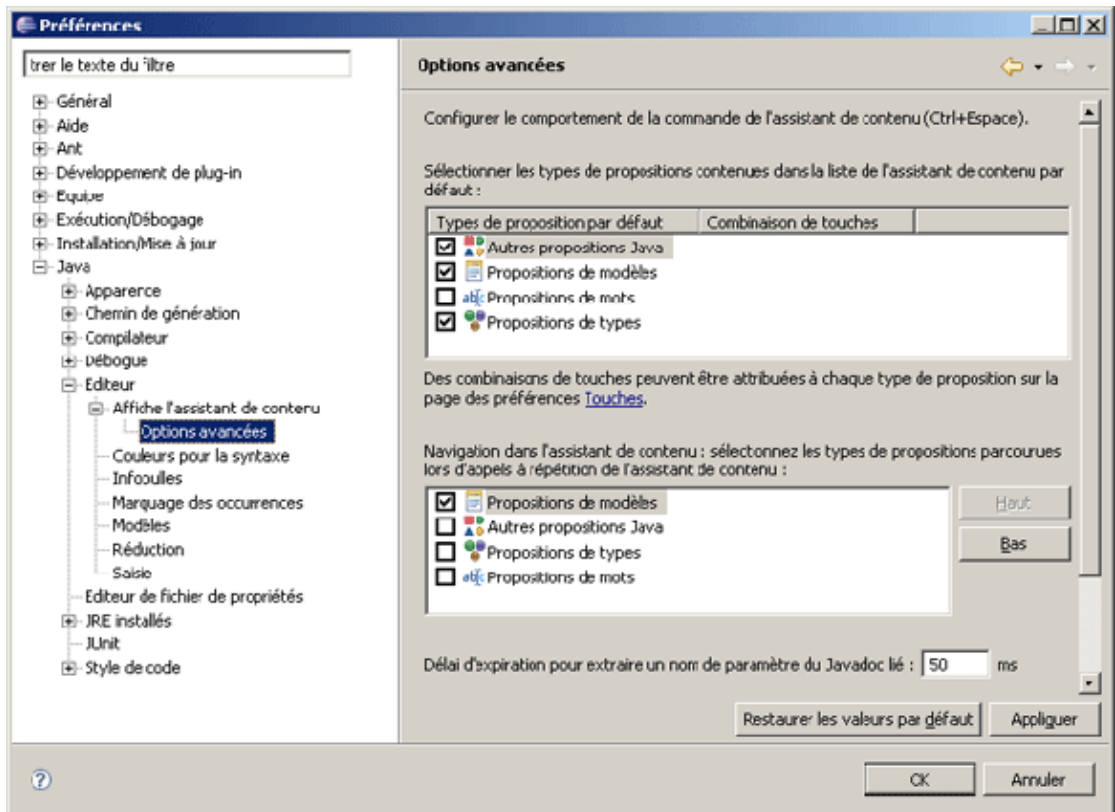 Préférences
trer le texte du filtre
Options avancées
Général
Aide
Ant
Développement de plug-in
Equipe
Exécution/Débogage
Installation/Mise à jour
Java
Apparence
Chemin de génération
Compilateur
Débogue
Editeur
Affiche l'assistant de contenu
Options avancées
Couleurs pour la syntaxe
Infobulles
Marquage des occurrences
Modèles
Réduction
Saisie
Editeur de fichier de propriétés
JRE installés
JUnit
Style de code
Configurer le comportement de la commande de l'assistant de contenu (Ctrl+Espace).
Sélectionner les types de propositions contenues dans la liste de l'assistant de contenu par
défaut :
Types de proposition par défaut Combinaison de touches
Autres propositions Java
Propositions de modèles
Propositions de mots
Propositions de types
Des combinaisons de touches peuvent être attribuées à chaque type de proposition sur la
page des préférences Touches.
Navigation dans l'assistant de contenu : sélectionnez les types de propositions parcourues
lors d'appels à répétition de l'assistant de contenu :
Propositions de modèles
Autres propositions Java
Propositions de types
Propositions de mots
Haut
Bas
Délai d'expiration pour extraire un nom de paramètre du Javadoc lié : 50 ms
Restaurer les valeurs par défaut Appliquer
OK Annuler